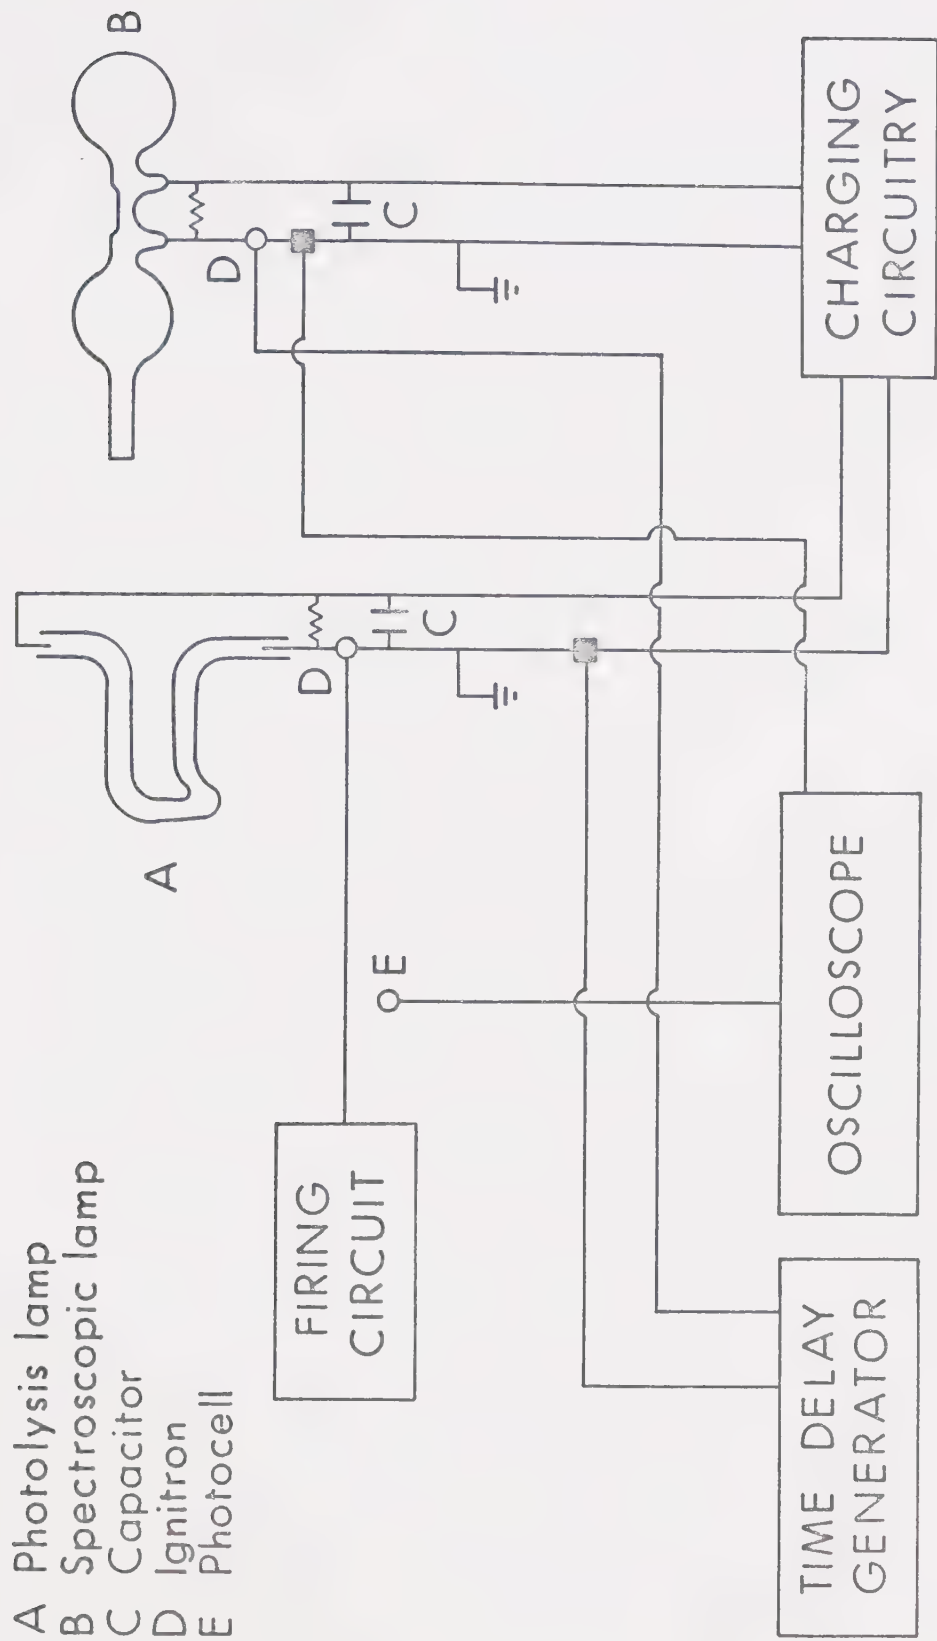 A Photolysis lamp
B Spectroscopic lamp
C Capacitor
D Ignitron
E Photocell
FIRING
CIRCUIT
TIME DELAY
GENERATOR
OSCILLOSCOPE
CHARGING
CIRCUITRY
A
B
C
C
D
D
E